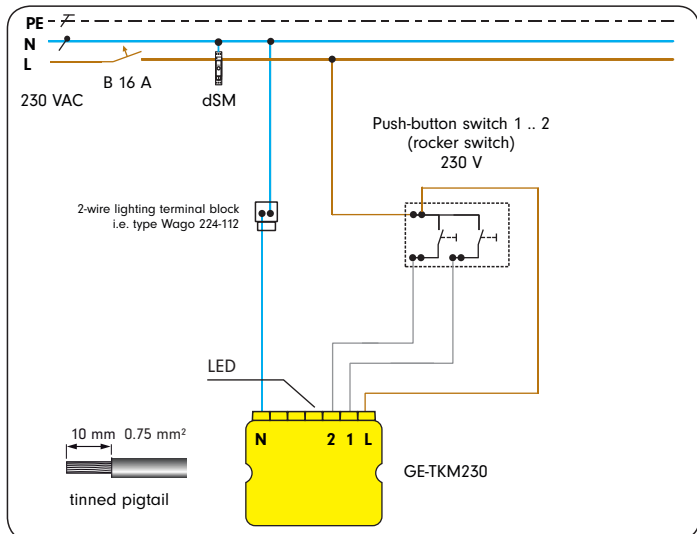 PE
N
L
B 16 A
230 VAC
dSM
Push-button switch 1 .. 2
(rocker switch)
230 V
2-wire lighting terminal block
i.e. type Wago 224-112
LED
N 2 1 L
10 mm 0.75 mm²
GE-TKM230
tinned pigtail